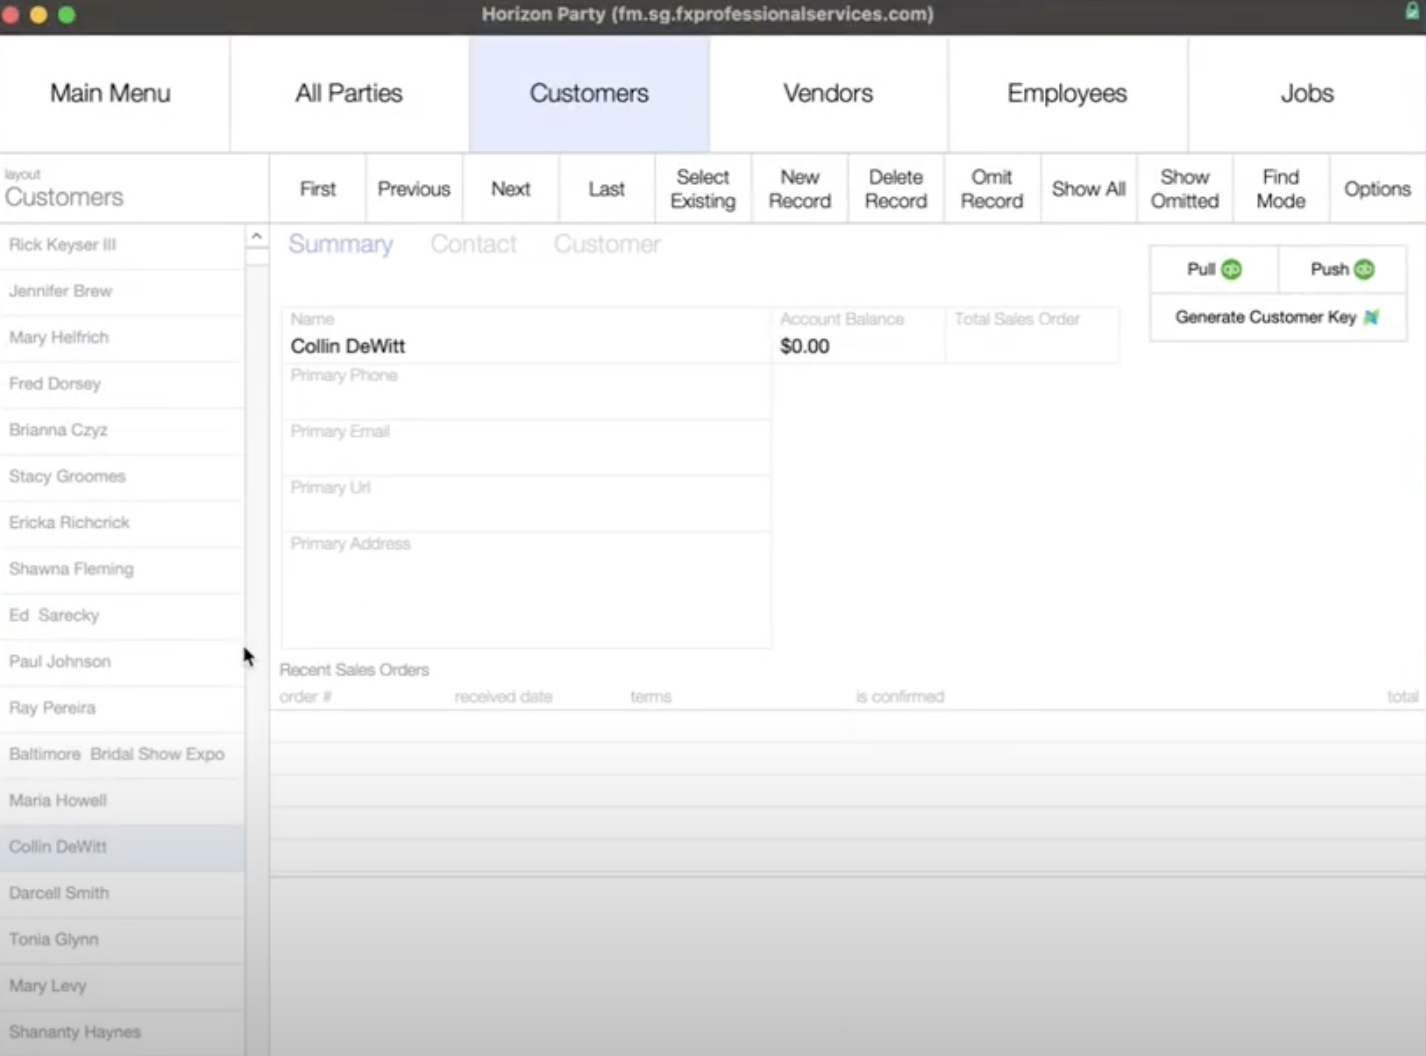 Horizon Party (fm.sg.fxprofessionalservices.com)
Main Menu
All Parties
Customers
Vendors
Employees
Jobs
layout
Customers
First
Previous
Next
Last
Select
Existing
New
Record
Delete
Record
Omit
Record
Show All
Show
Omitted
Find
Mode
Options
Rick Keyser III
Jennifer Brew
Mary Helfrich
Fred Dorsey
Brianna Czyz
Stacy Groomes
Ericka Richcrick
Shawna Fleming
Ed  Sarecky
Paul Johnson
Ray Pereira
Baltimore  Bridal Show Expo
Maria Howell
Collin DeWitt
Darcell Smith
Tonia Glynn
Mary Levy
Shananty Haynes
Summary
Contact
Customer
Pull qb
Push qb
Generate Customer Key
Name
Collin DeWitt
Account Balance
$0.00
Total Sales Order
Primary Phone
Primary Email
Primary Url
Primary Address
Recent Sales Orders
order #
received date
terms
is confirmed
total